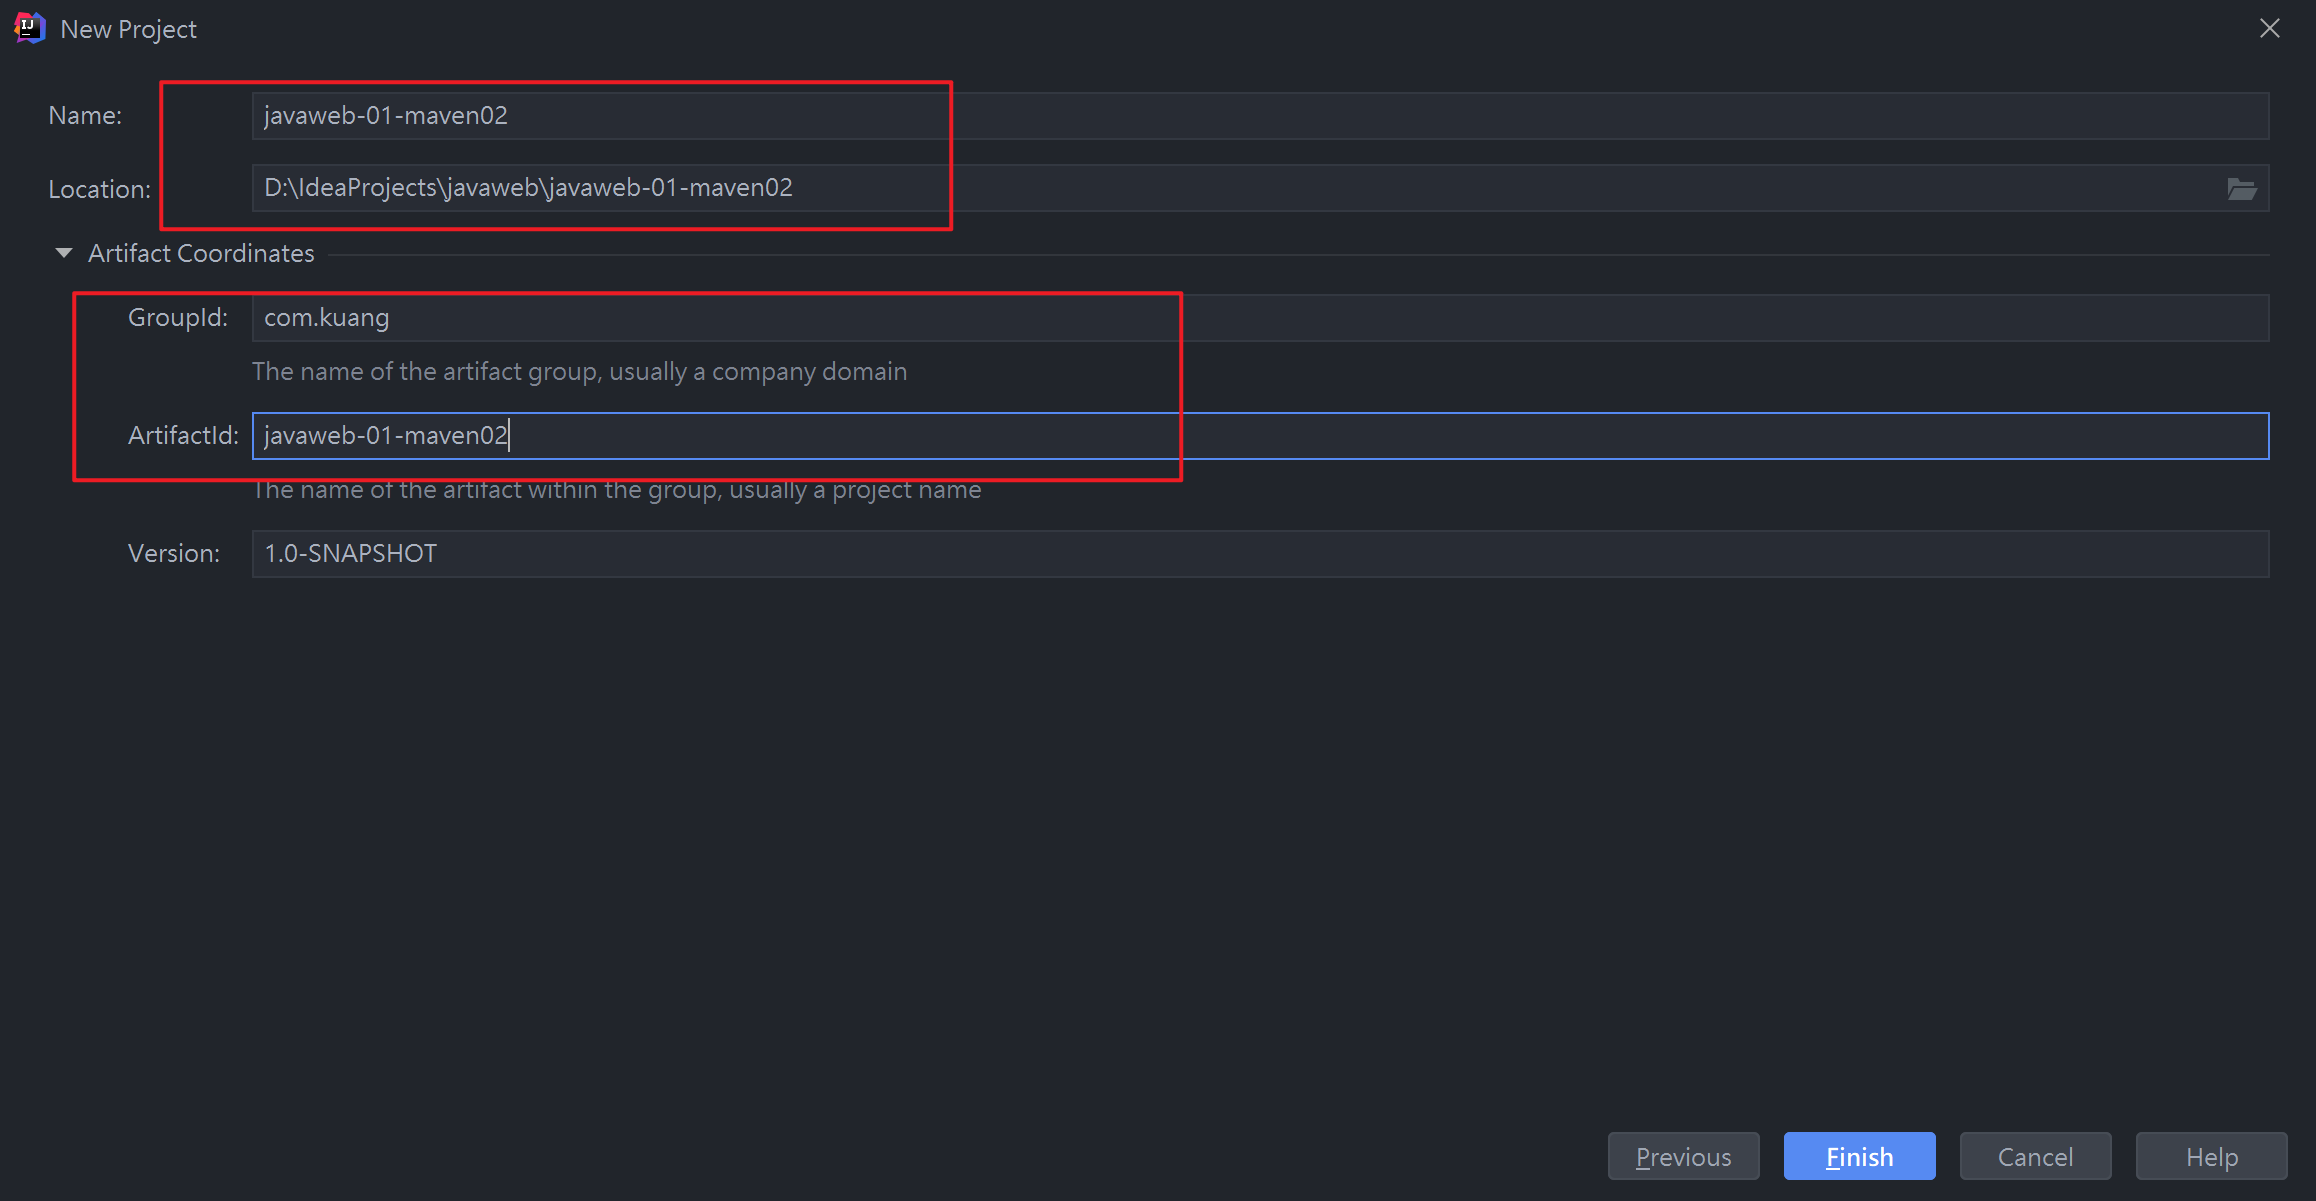 IJ
New Project
Name: javaweb-01-maven02
Location: D:\IdeaProjects\javaweb\javaweb-01-maven02
Artifact Coordinates
GroupId: com.kuang
The name of the artifact group, usually a company domain
ArtifactId: javaweb-01-maven02
The name of the artifact within the group, usually a project name
Version: 1.0-SNAPSHOT
Previous Finish Cancel Help